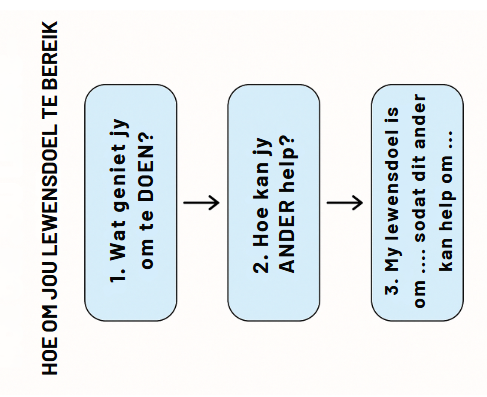 HOE OM JOU LEWENSDOEL TE BEREIK
1. Wat geniet jy
om te DOEN?
2. Hoe kan jy
ANDER help?
3. My lewensdoel is
om .... sodat dit ander
kan help om ...